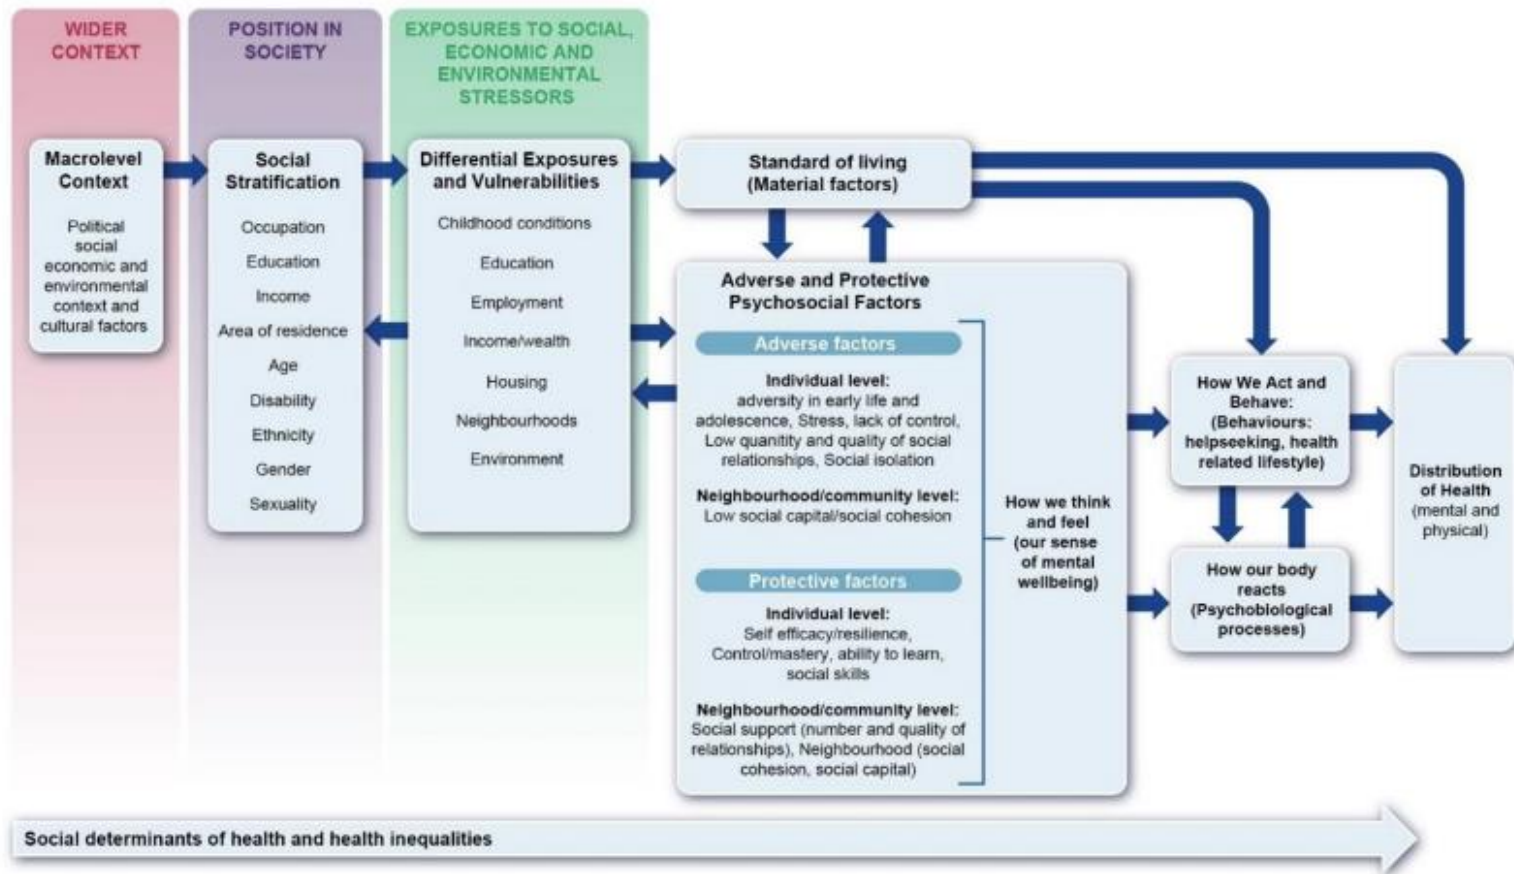 WIDER
CONTEXT
POSITION IN
SOCIETY
EXPOSURES TO SOCIAL,
ECONOMIC AND
ENVIRONMENTAL
STRESSORS
Macrolevel
Context
Political
social
economic and
environmental
context and
cultural factors
Social
Stratification
Occupation
Education
Income
Area of residence
Age
Disability
Ethnicity
Gender
Sexuality
Differential Exposures
and Vulnerabilities
Childhood conditions
Education
Employment
Income/wealth
Housing
Neighbourhoods
Environment
Standard of living
(Material factors)
Adverse and Protective
Psychosocial Factors
Adverse factors
Individual level:
adversity in early life and
adolescence, Stress, lack of control,
Low quanitity and quality of social
relationships, Social isolation
Neighbourhood/community level:
Low social capital/social cohesion
Protective factors
Individual level:
Self efficacy/resilience,
Control/mastery, ability to learn,
social skills
Neighbourhood/community level:
Social support (number and quality of
relationships), Neighbourhood (social
cohesion, social capital)
How we think
and feel
(our sense
of mental
wellbeing)
How We Act and
Behave:
(Behaviours:
helpseeking, health
related lifestyle)
How our body
reacts
(Psychobiological
processes)
Distribution
of Health
(mental and
physical)
Social determinants of health and health inequalities